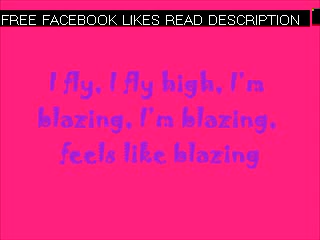 FREE FACEBOOK LIKES READ DESCRIPTION
I fly, I fly high, I'm
blazing, I'm blazing,
feels like blazing